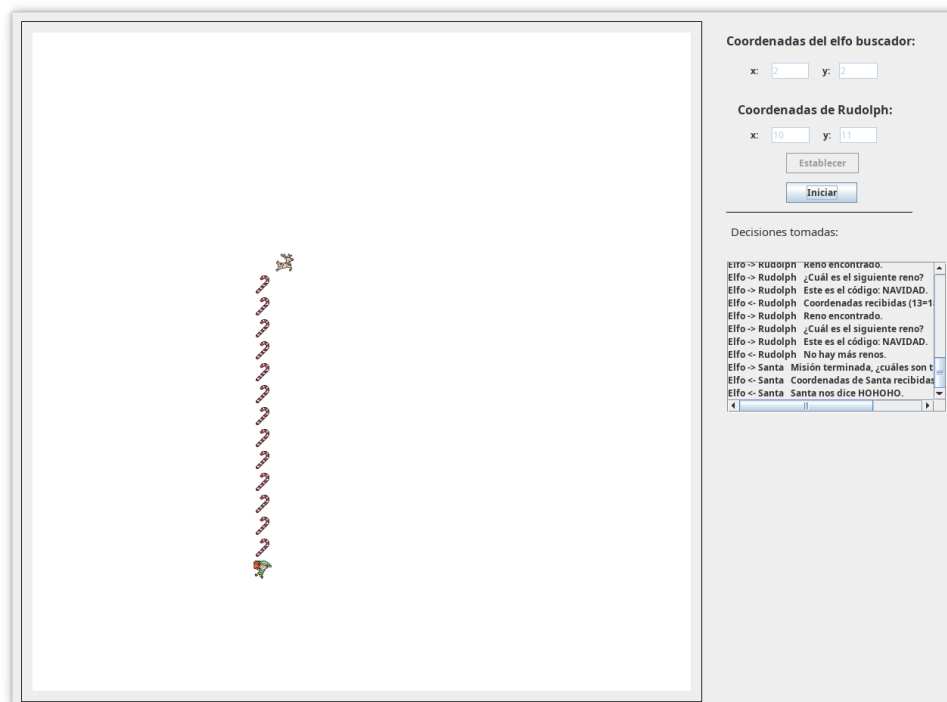 Coordenadas del elfo buscador:
x: 2 y: 2
Coordenadas de Rudolph:
x: 10 y: 11
Establecer
Iniciar
Decisiones tomadas:
Elfo -> Rudolph Reno encontrado.
Elfo -> Rudolph ¿Cuál es el siguiente reno?
Elfo -> Rudolph Este es el código: NAVIDAD.
Elfo <- Rudolph Coordenadas recibidas (13=1
Elfo -> Rudolph Reno encontrado.
Elfo -> Rudolph ¿Cuál es el siguiente reno?
Elfo -> Rudolph Este es el código: NAVIDAD.
Elfo <- Rudolph No hay más renos.
Elfo -> Santa Misión terminada, ¿cuáles son t
Elfo <- Santa Coordenadas de Santa recibidas
Elfo <- Santa Santa nos dice HOHOHO.